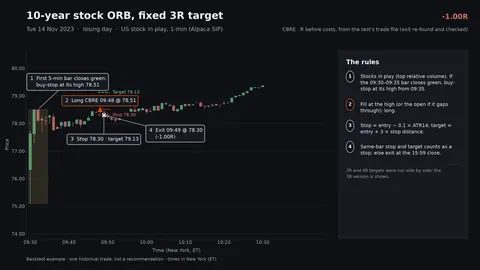 10-year stock ORB, fixed 3R target
-1.00R
Tue 14 Nov 2023 · losing day · US stock in play, 1-min (Alpaca SIP)
CBRE · R before costs, from the test's trade file (exit re-found and checked)
1 First 5-min bar closes green:
buy-stop at its high 78.51
Target 79.13
2 Long CBRE 09:48 @ 78.51
Stop 78.30
3 Stop 78.30 · target 79.13
4 Exit 09:49 @ 78.30
(-1.00R)
80.00
79.00
78.00
77.00
76.00
75.00
74.00
Price
09:30
09:40
09:50
10:00
10:10
10:20
10:30
Time (New York, ET)
The rules
1 Stocks in play (top relative volume). If
the 09:30-09:35 bar closes green,
buy-stop at its high from 09:35.
2 Fill at the high (or the open if it gaps
through): long.
3 Stop = entry − 0.1 × ATR14; target =
entry + 3 × stop distance.
4 Same-bar stop and target counts as a
stop; else exit at the 15:59 close.
2R and 4R targets were run side by side; the
3R version is shown.
Backtest example · one historical trade, not a recommendation · times in New York (ET)